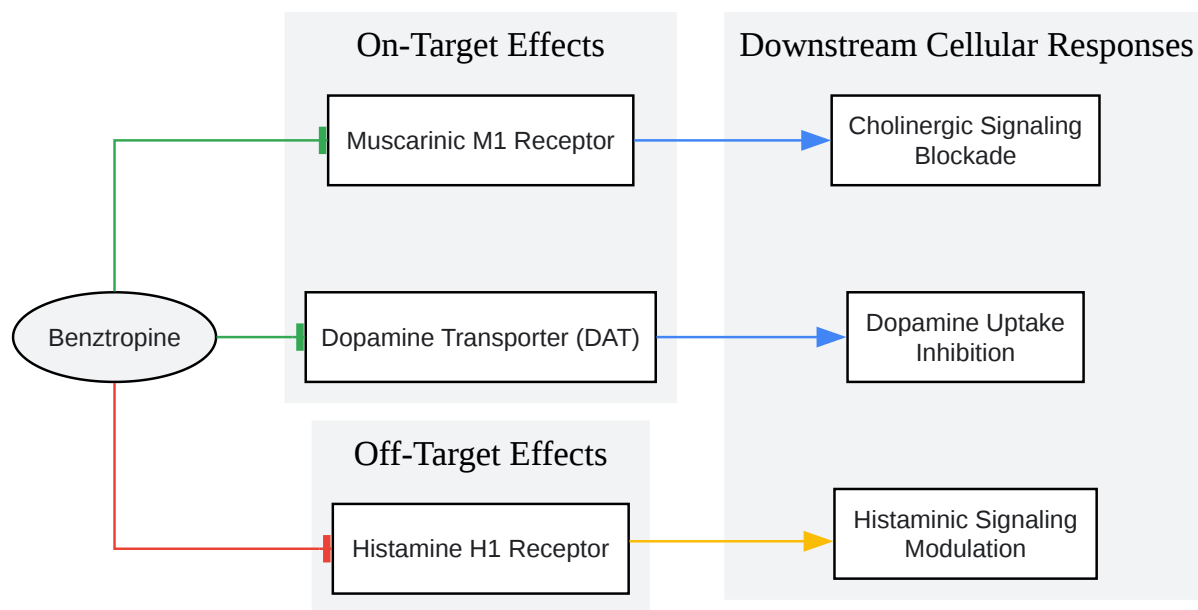 On-Target Effects
Downstream Cellular Responses
Muscarinic M1 Receptor
Cholinergic Signaling
Blockade
Benztropine
Dopamine Transporter (DAT)
Dopamine Uptake
Inhibition
Off-Target Effects
Histamine H1 Receptor
Histaminic Signaling
Modulation